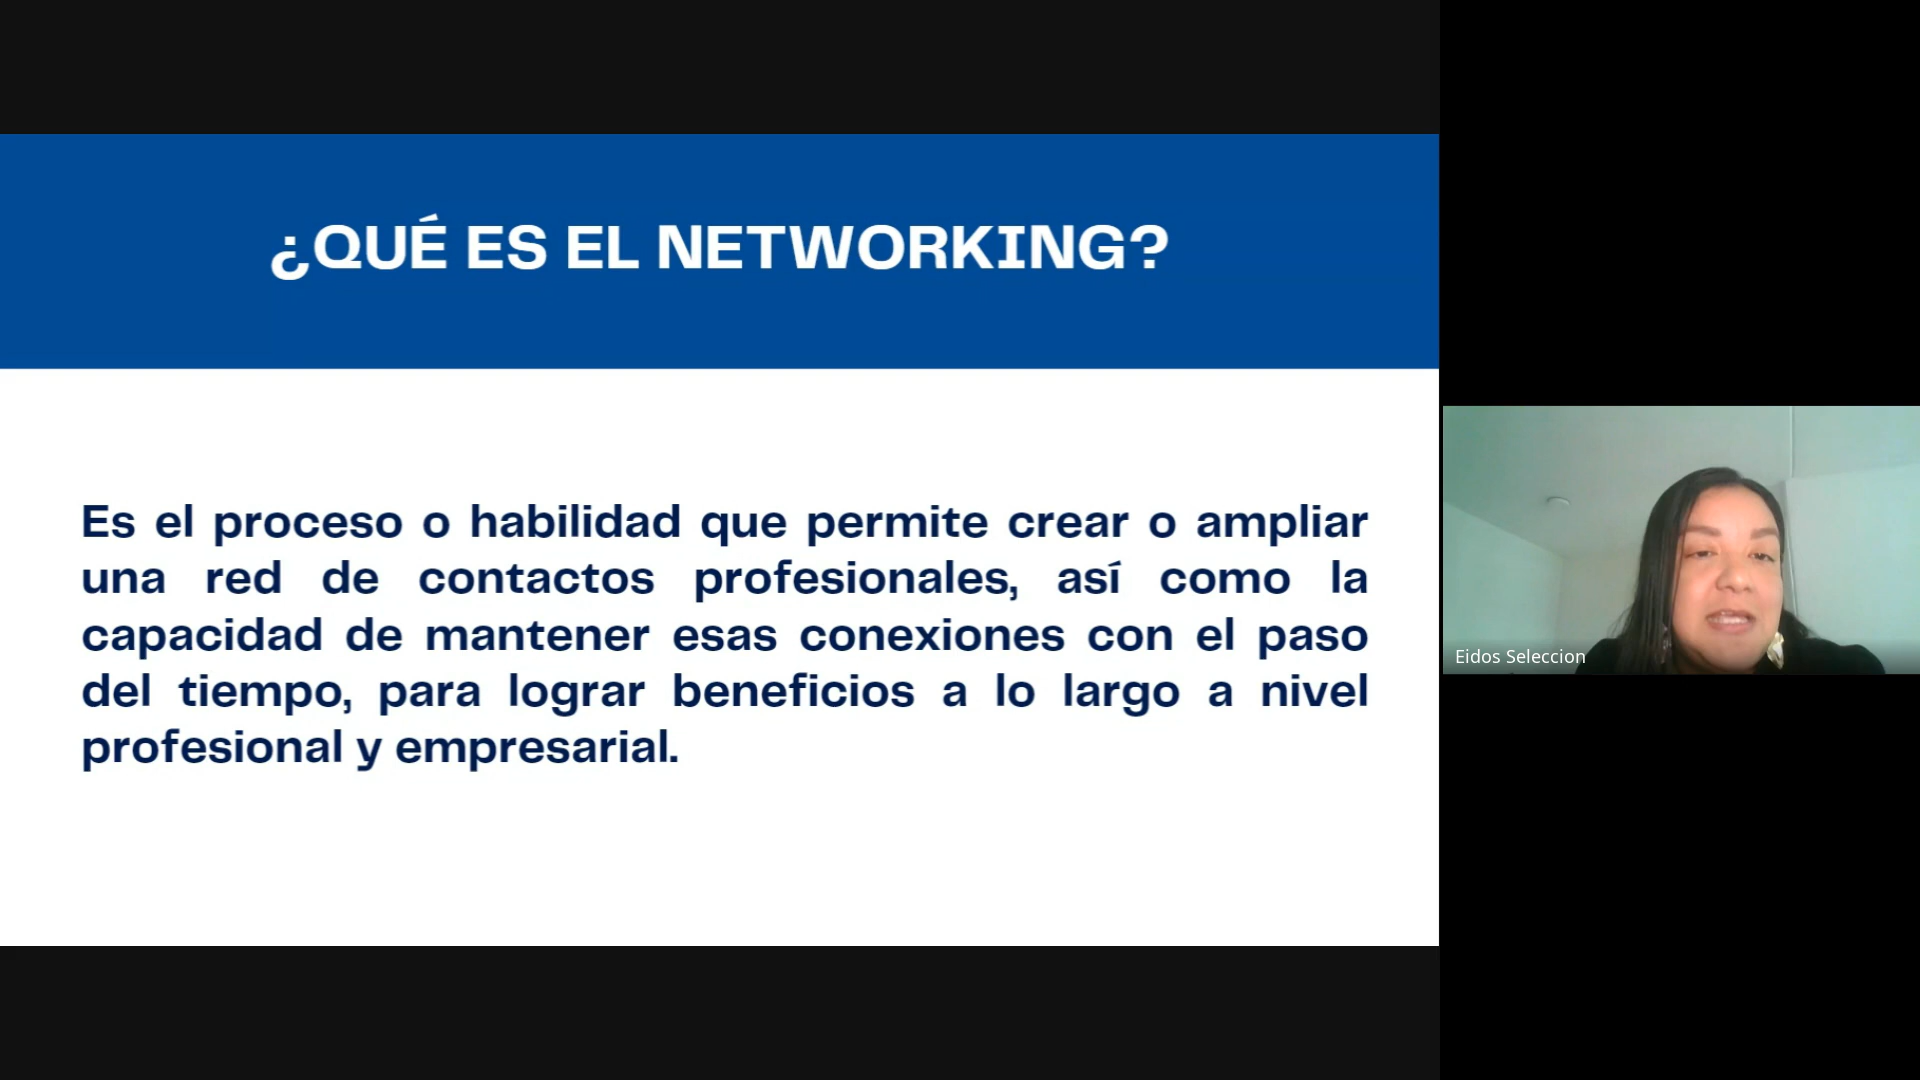 ¿QUÉ ES EL NETWORKING?
Es el proceso o habilidad que permite crear o ampliar
una red de contactos profesionales, así como la
capacidad de mantener esas conexiones con el paso
del tiempo, para lograr beneficios a lo largo a nivel
profesional y empresarial.
Eidos Seleccion